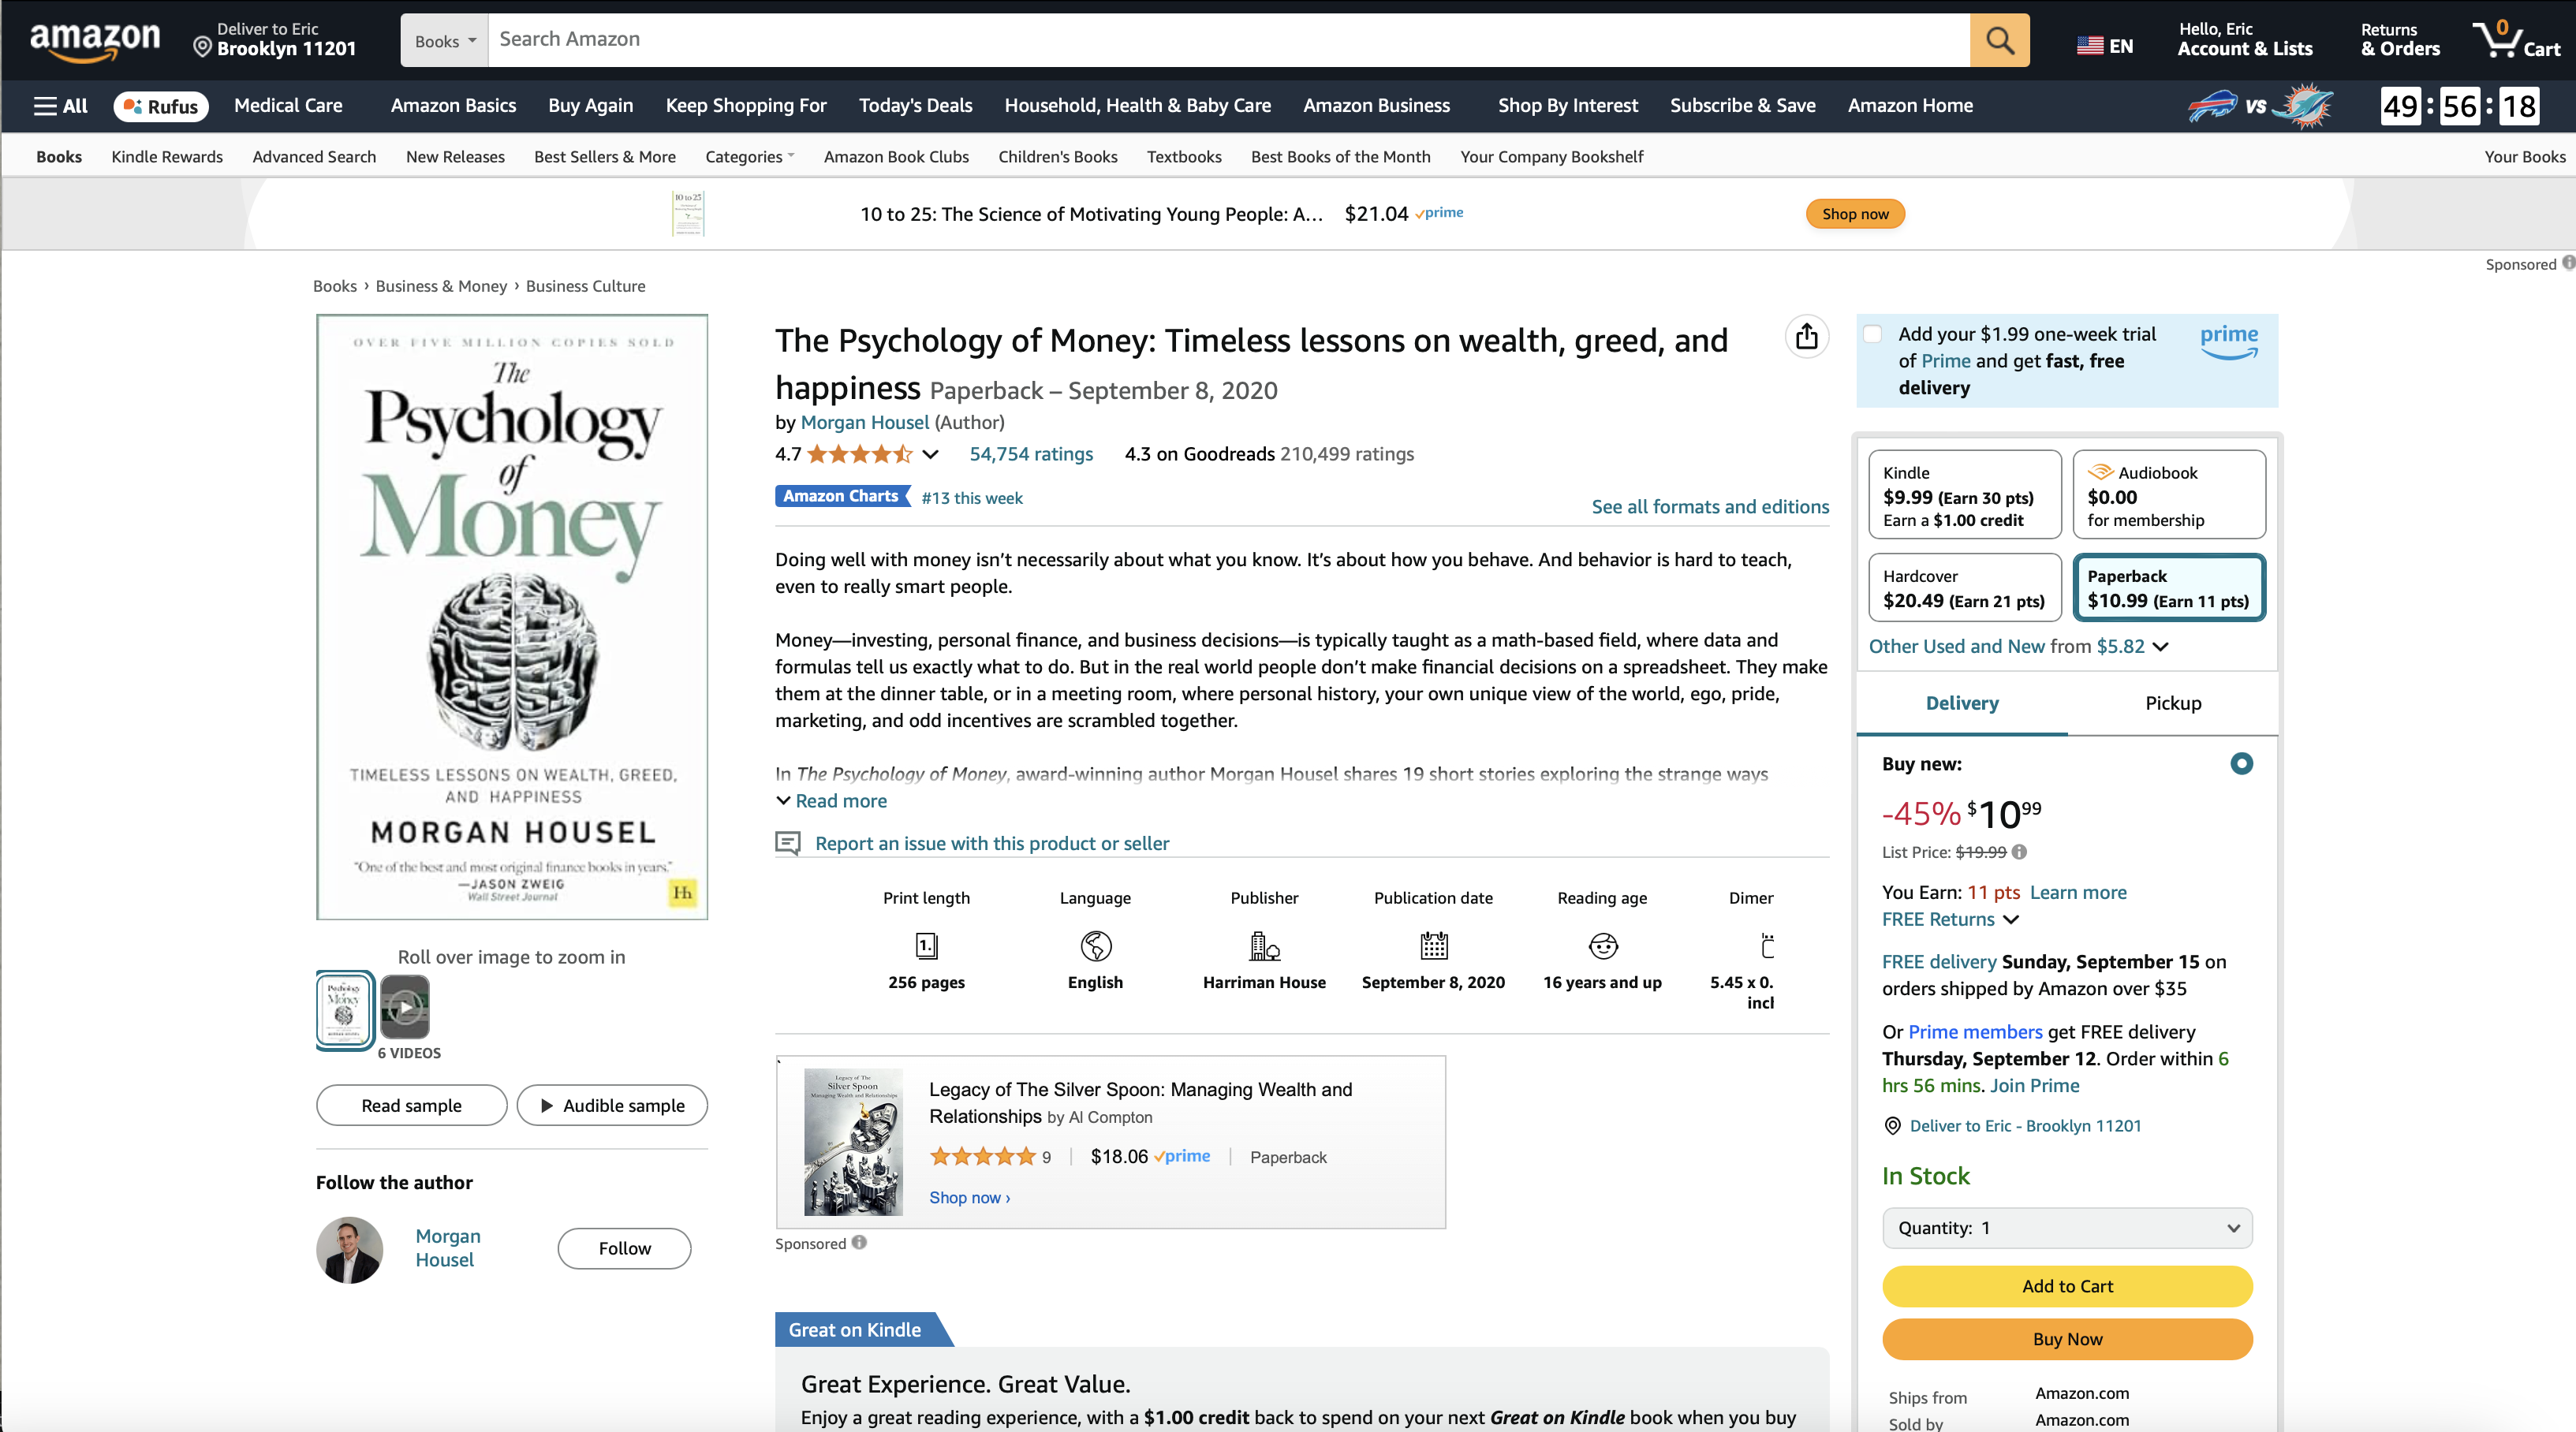 amazon
Deliver to Eric
Brooklyn 11201
Books
Search Amazon
EN
Hello, Eric
Account & Lists
Returns
& Orders
0
Cart
All
Rufus
Medical Care
Amazon Basics
Buy Again
Keep Shopping For
Today's Deals
Household, Health & Baby Care
Amazon Business
Shop By Interest
Subscribe & Save
Amazon Home
VS
49:56:18
Books
Kindle Rewards
Advanced Search
New Releases
Best Sellers & More
Categories
Amazon Book Clubs
Children's Books
Textbooks
Best Books of the Month
Your Company Bookshelf
Your Books
10 to 25
10 to 25: The Science of Motivating Young People: A... $21.04 prime
Shop now
Sponsored
Books › Business & Money › Business Culture
OVER FIVE MILLION COPIES SOLD
The
Psychology
of
Money
TIMELESS LESSONS ON WEALTH, GREED,
AND HAPPINESS
MORGAN HOUSEL
"One of the best and most original finance books in years."
—JASON ZWEIG
Wall Street Journal
Hh
Roll over image to zoom in
6 VIDEOS
Read sample
Audible sample
Follow the author
Morgan
Housel
Follow
The Psychology of Money: Timeless lessons on wealth, greed, and
happiness Paperback – September 8, 2020
by Morgan Housel (Author)
4.7
54,754 ratings
4.3 on Goodreads 210,499 ratings
Amazon Charts
#13 this week
See all formats and editions
Doing well with money isn’t necessarily about what you know. It’s about how you behave. And behavior is hard to teach,
even to really smart people.
Money—investing, personal finance, and business decisions—is typically taught as a math-based field, where data and
formulas tell us exactly what to do. But in the real world people don’t make financial decisions on a spreadsheet. They make
them at the dinner table, or in a meeting room, where personal history, your own unique view of the world, ego, pride,
marketing, and odd incentives are scrambled together.
In The Psychology of Money, award-winning author Morgan Housel shares 19 short stories exploring the strange ways
Read more
Report an issue with this product or seller
Print length
1.
256 pages
Language
English
Publisher
Harriman House
Publication date
September 8, 2020
Reading age
16 years and up
Dimer
5.45 x 0.
incl
Legacy of The
Silver Spoon
Managing Wealth and Relationships
Legacy of The Silver Spoon: Managing Wealth and
Relationships by Al Compton
9 | $18.06 prime | Paperback
Shop now ›
Sponsored
Great on Kindle
Great Experience. Great Value.
Enjoy a great reading experience, with a $1.00 credit back to spend on your next Great on Kindle book when you buy
Add your $1.99 one-week trial
of Prime and get fast, free
delivery
prime
Kindle
$9.99 (Earn 30 pts)
Earn a $1.00 credit
Audiobook
$0.00
for membership
Hardcover
$20.49 (Earn 21 pts)
Paperback
$10.99 (Earn 11 pts)
Other Used and New from $5.82
Delivery
Pickup
Buy new:
-45% $10 99
List Price: $19.99
You Earn: 11 pts Learn more
FREE Returns
FREE delivery Sunday, September 15 on
orders shipped by Amazon over $35
Or Prime members get FREE delivery
Thursday, September 12. Order within 6
hrs 56 mins. Join Prime
Deliver to Eric - Brooklyn 11201
In Stock
Quantity: 1
Add to Cart
Buy Now
Ships from
Amazon.com
Sold by
Amazon.com